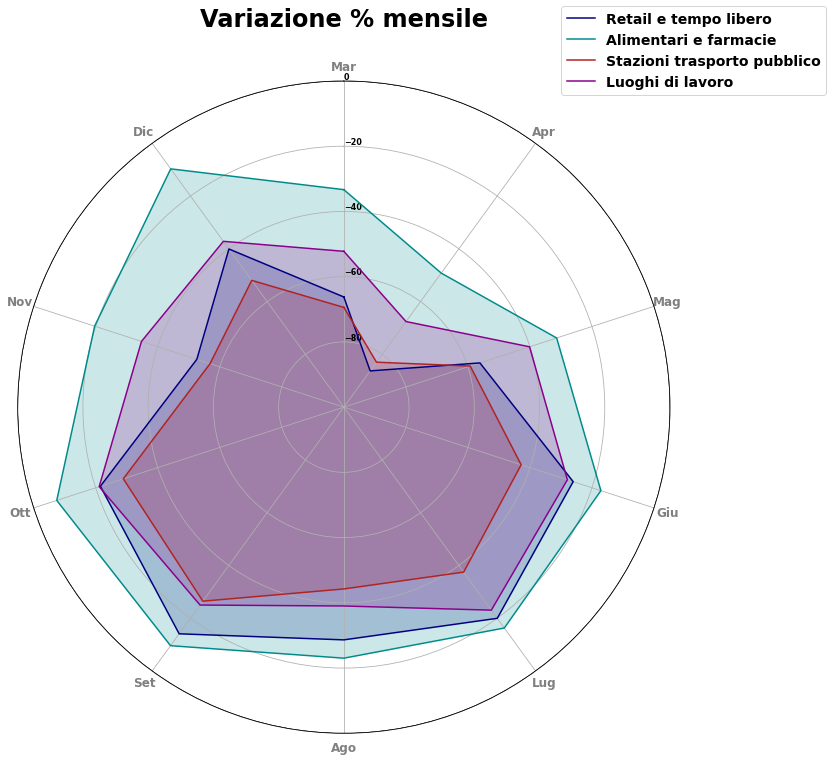 Variazione % mensile
Retail e tempo libero
Alimentari e farmacie
Stazioni trasporto pubblico
Luoghi di lavoro
Mar
0
Dic
Apr
−20
−40
−60
Nov
Mag
−80
Ott
Giu
Set
Lug
Ago